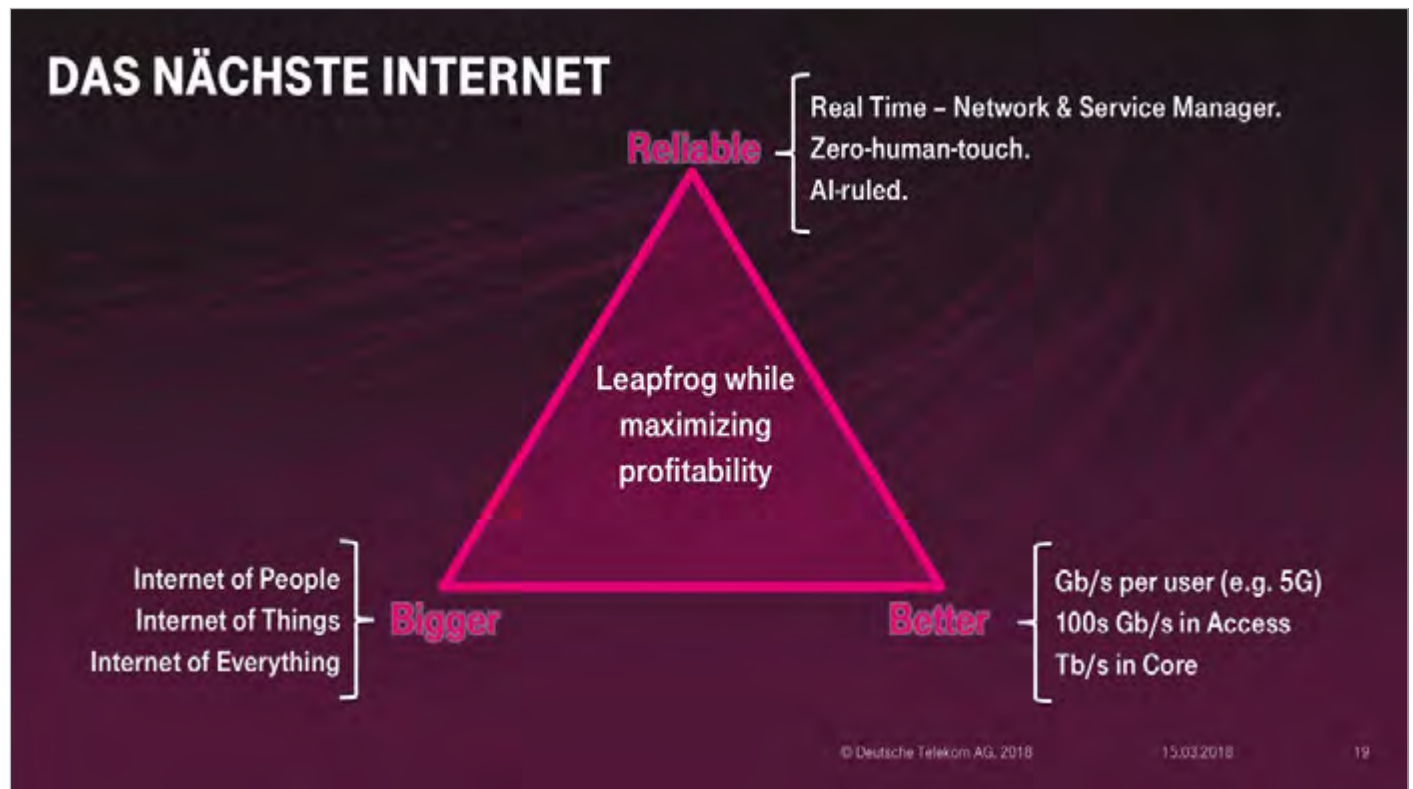 DAS NÄCHSTE INTERNET
Reliable
Real Time – Network & Service Manager.
Zero-human-touch.
AI-ruled.
Leapfrog while
maximizing
profitability
Internet of People
Internet of Things
Internet of Everything
Bigger
Better
Gb/s per user (e.g. 5G)
100s Gb/s in Access
Tb/s in Core
© Deutsche Telekom AG, 2018
15.03.2018
19